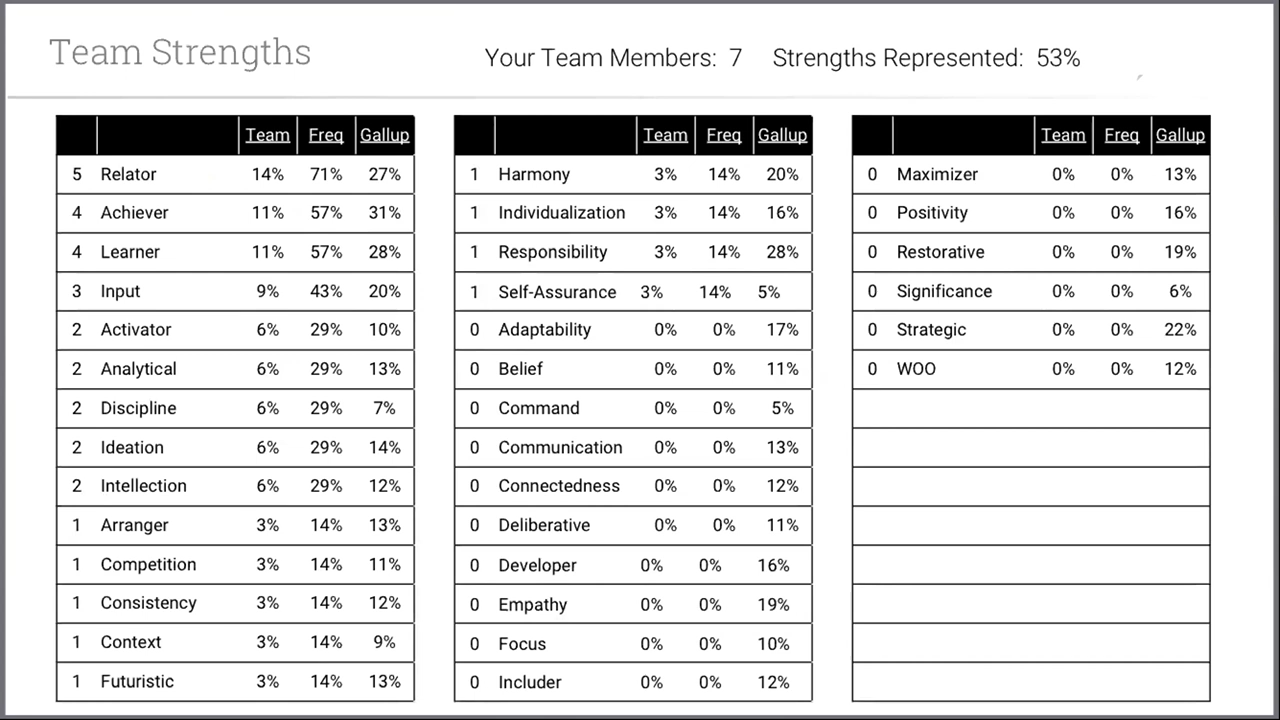 Team Strengths
Your Team Members: 7 Strengths Represented: 53%
Team Freq Gallup
5 Relator 14% 71% 27%
4 Achiever 11% 57% 31%
4 Learner 11% 57% 28%
3 Input 9% 43% 20%
2 Activator 6% 29% 10%
2 Analytical 6% 29% 13%
2 Discipline 6% 29% 7%
2 Ideation 6% 29% 14%
2 Intellection 6% 29% 12%
1 Arranger 3% 14% 13%
1 Competition 3% 14% 11%
1 Consistency 3% 14% 12%
1 Context 3% 14% 9%
1 Futuristic 3% 14% 13%
Team Freq Gallup
1 Harmony 3% 14% 20%
1 Individualization 3% 14% 16%
1 Responsibility 3% 14% 28%
1 Self-Assurance 3% 14% 5%
0 Adaptability 0% 0% 17%
0 Belief 0% 0% 11%
0 Command 0% 0% 5%
0 Communication 0% 0% 13%
0 Connectedness 0% 0% 12%
0 Deliberative 0% 0% 11%
0 Developer 0% 0% 16%
0 Empathy 0% 0% 19%
0 Focus 0% 0% 10%
0 Includer 0% 0% 12%
Team Freq Gallup
0 Maximizer 0% 0% 13%
0 Positivity 0% 0% 16%
0 Restorative 0% 0% 19%
0 Significance 0% 0% 6%
0 Strategic 0% 0% 22%
0 WOO 0% 0% 12%